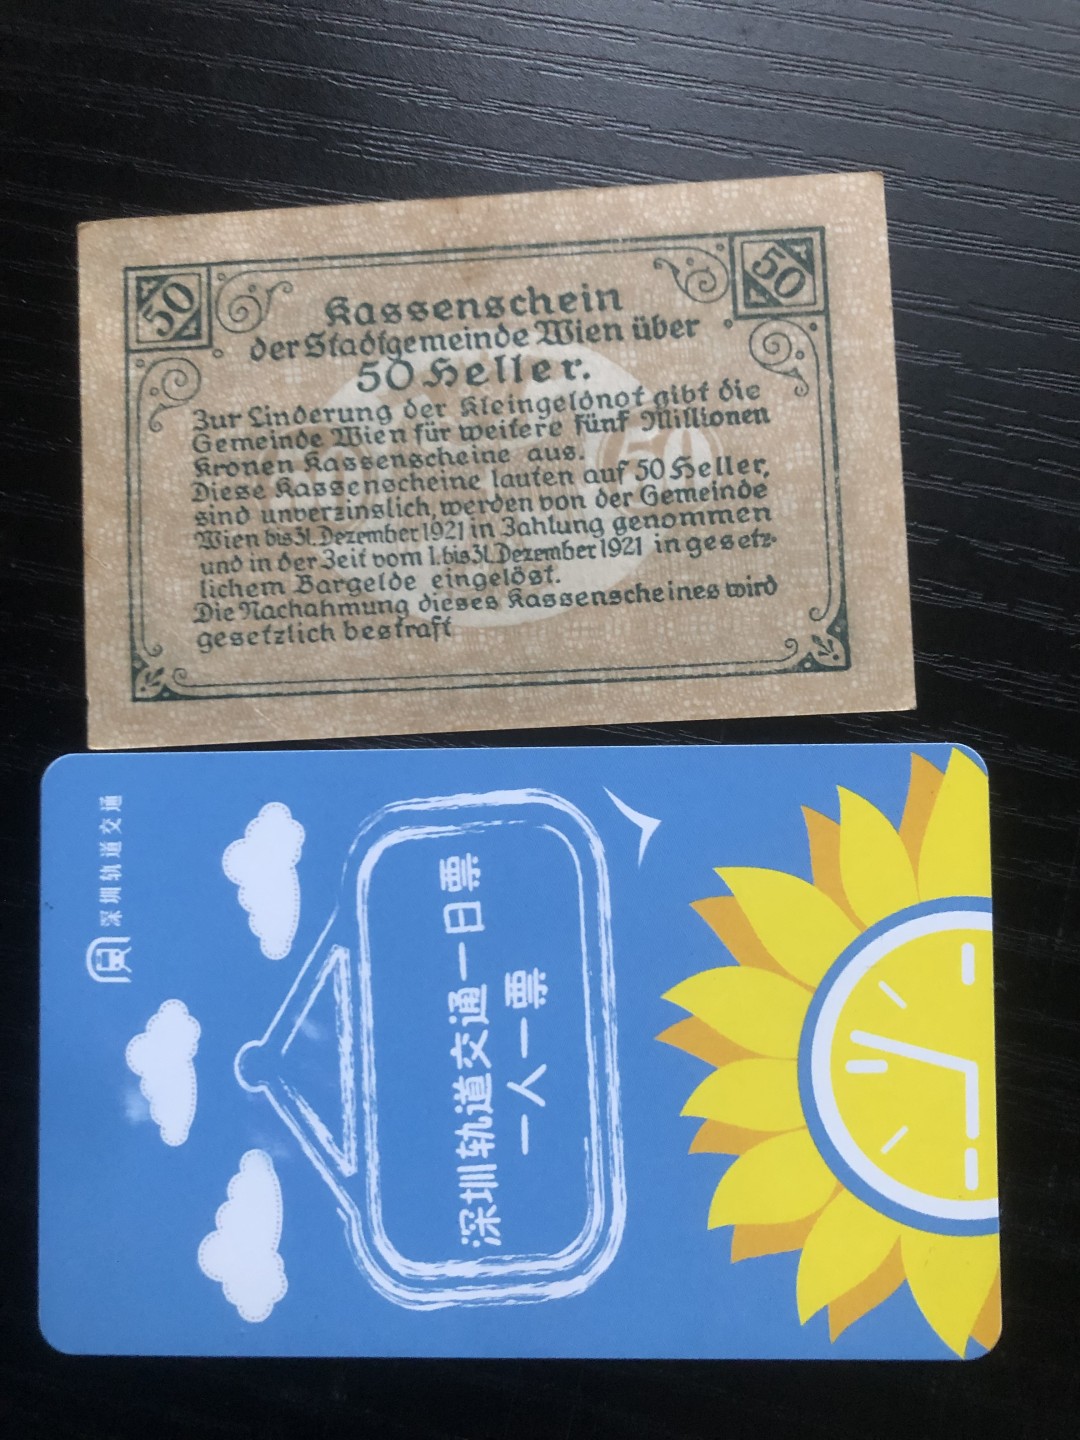 50
50
Kassenschein
der Stadtgemeinde Wien über
50 Heller.
Zur Linderung der Kleingeldnot gibt die
Gemeinde Wien für weitere fünf Millionen
Kronen Kassenscheine aus.
Diese Kassenscheine lauten auf 50 Heller,
sind unverzinslich, werden von der Gemeinde
Wien bis 31. Dezember 1921 in Zahlung genommen
und in der Zeit vom 1. bis 31. Dezember 1921 in gesetz-
lichem Bargelde eingelöst.
Die Nachahmung dieses Kassenscheines wird
gesetzlich bestraft
50
深圳轨道交通
深圳轨道交通一日票
一人一票